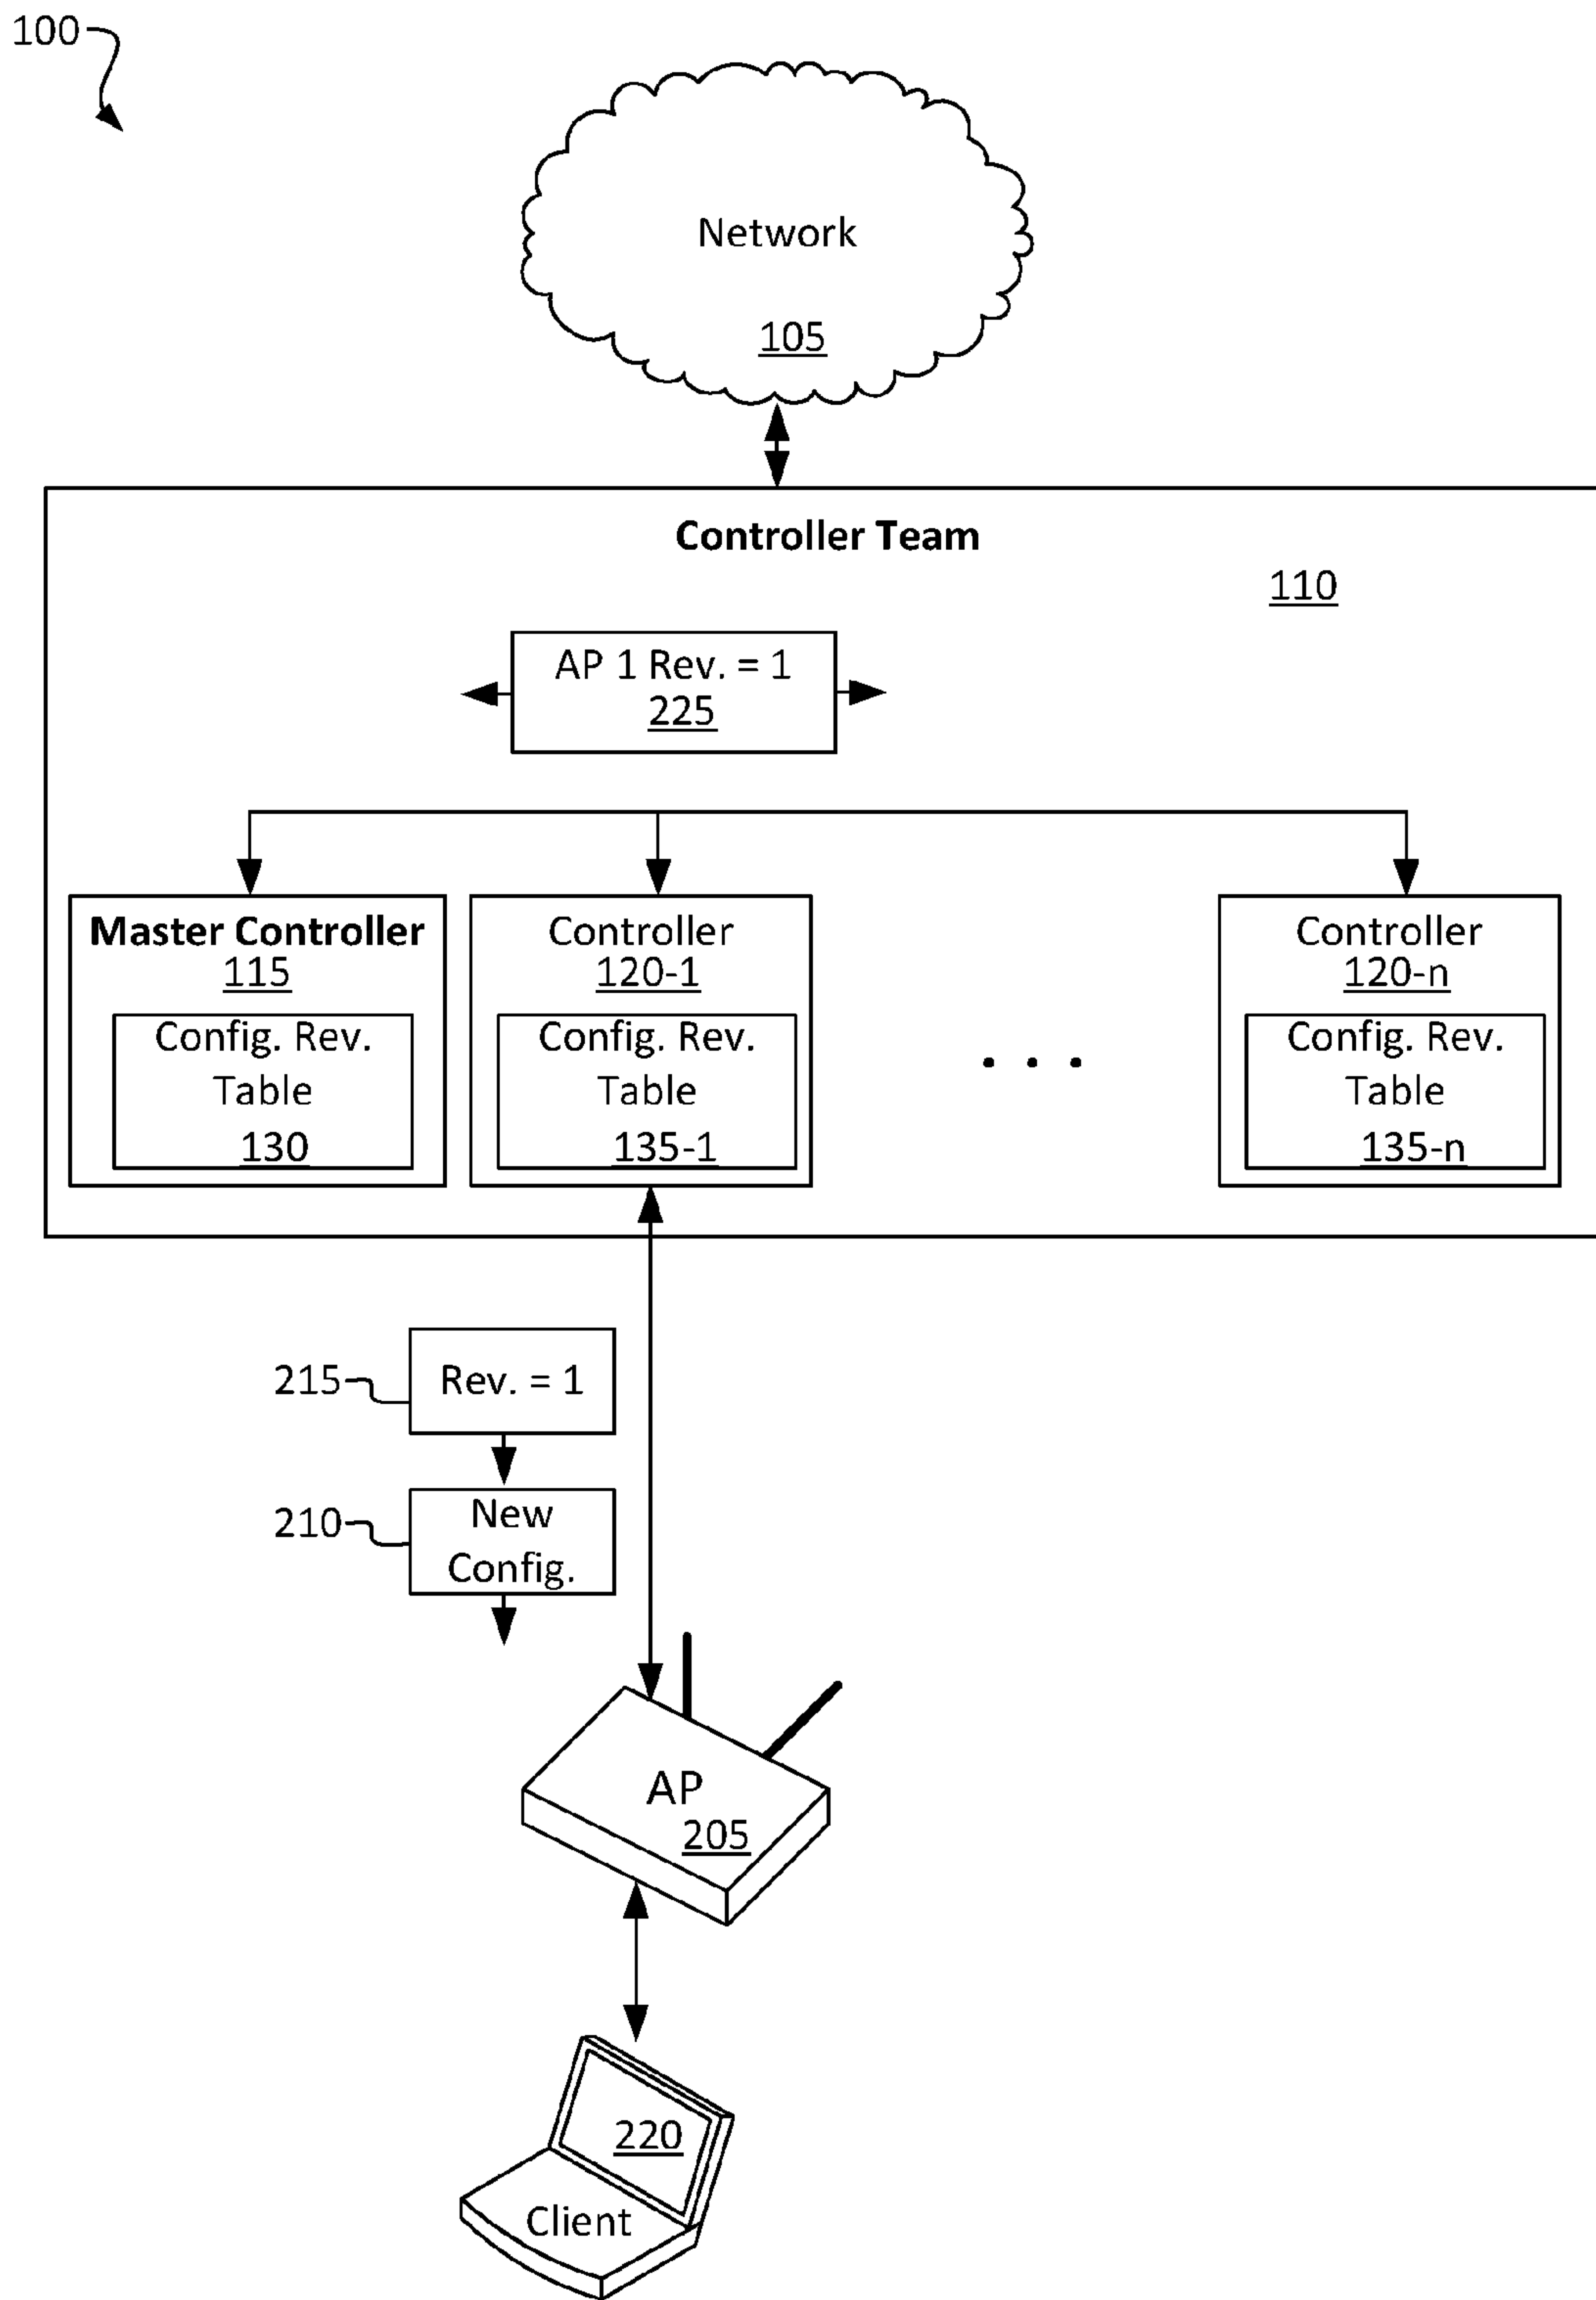 100
Network
105
Controller Team
110
AP 1 Rev. = 1
225
Master Controller
115
Config. Rev.
Table
130
Controller
120-1
Config. Rev.
Table
135-1
. . .
Controller
120-n
Config. Rev.
Table
135-n
215
Rev. = 1
210
New
Config.
AP
205
220
Client